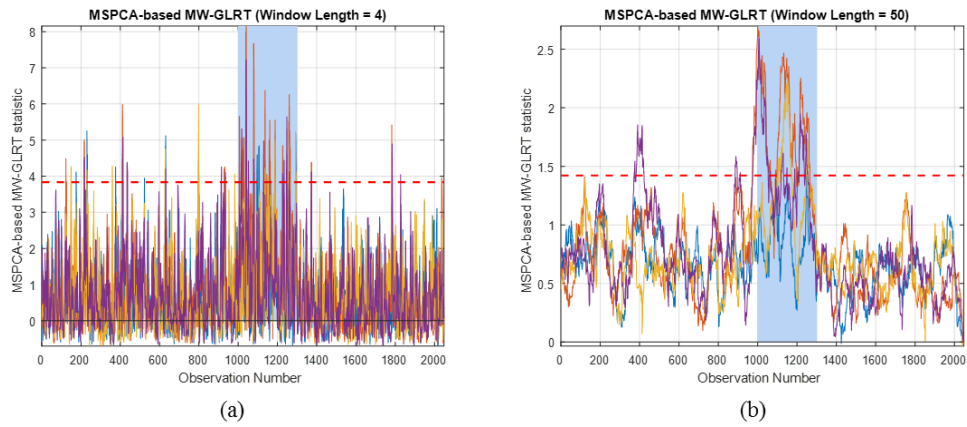 MSPCA-based MW-GLRT (Window Length = 4)
MSPCA-based MW-GLRT statistic
8
7
6
5
4
3
2
1
0
0 200 400 600 800 1000 1200 1400 1600 1800 2000
Observation Number
(a)
MSPCA-based MW-GLRT (Window Length = 50)
MSPCA-based MW-GLRT statistic
2.5
2
1.5
1
0.5
0
0 200 400 600 800 1000 1200 1400 1600 1800 2000
Observation Number
(b)